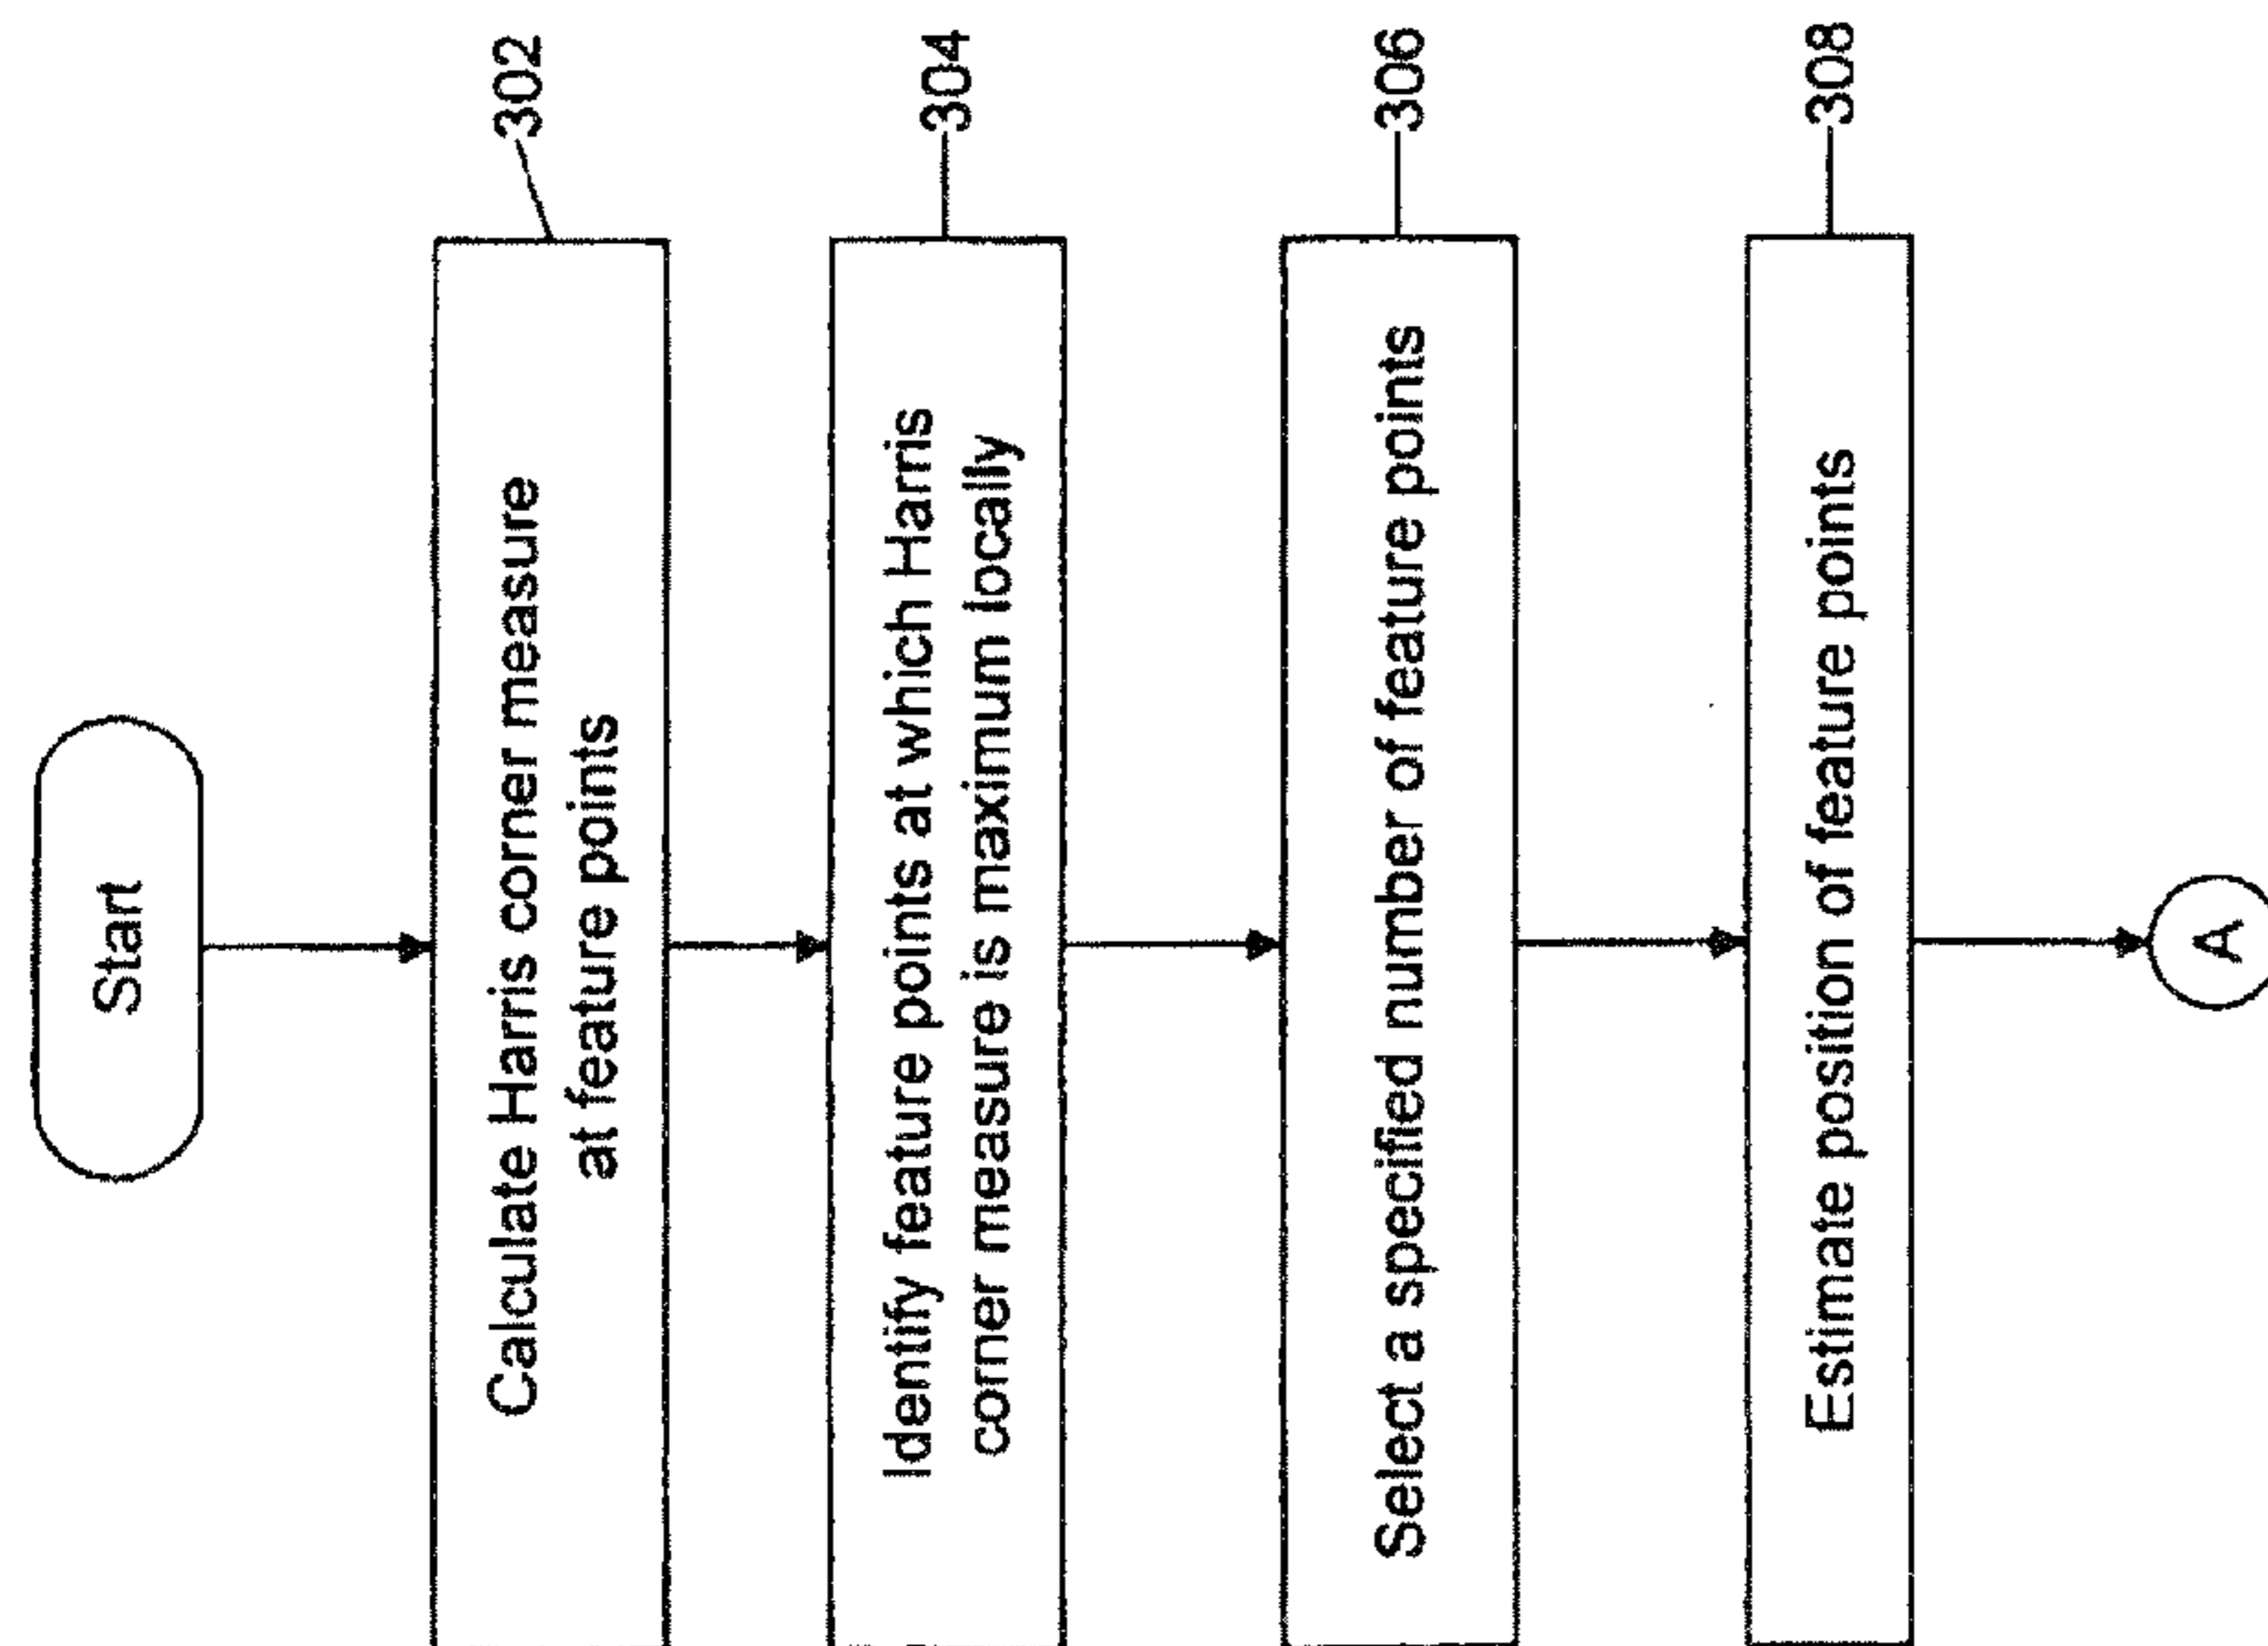 Start
Calculate Harris corner measure
at feature points
302
Identify feature points at which Harris
corner measure is maximum locally
304
Select a specified number of feature points
306
Estimate position of feature points
308
A